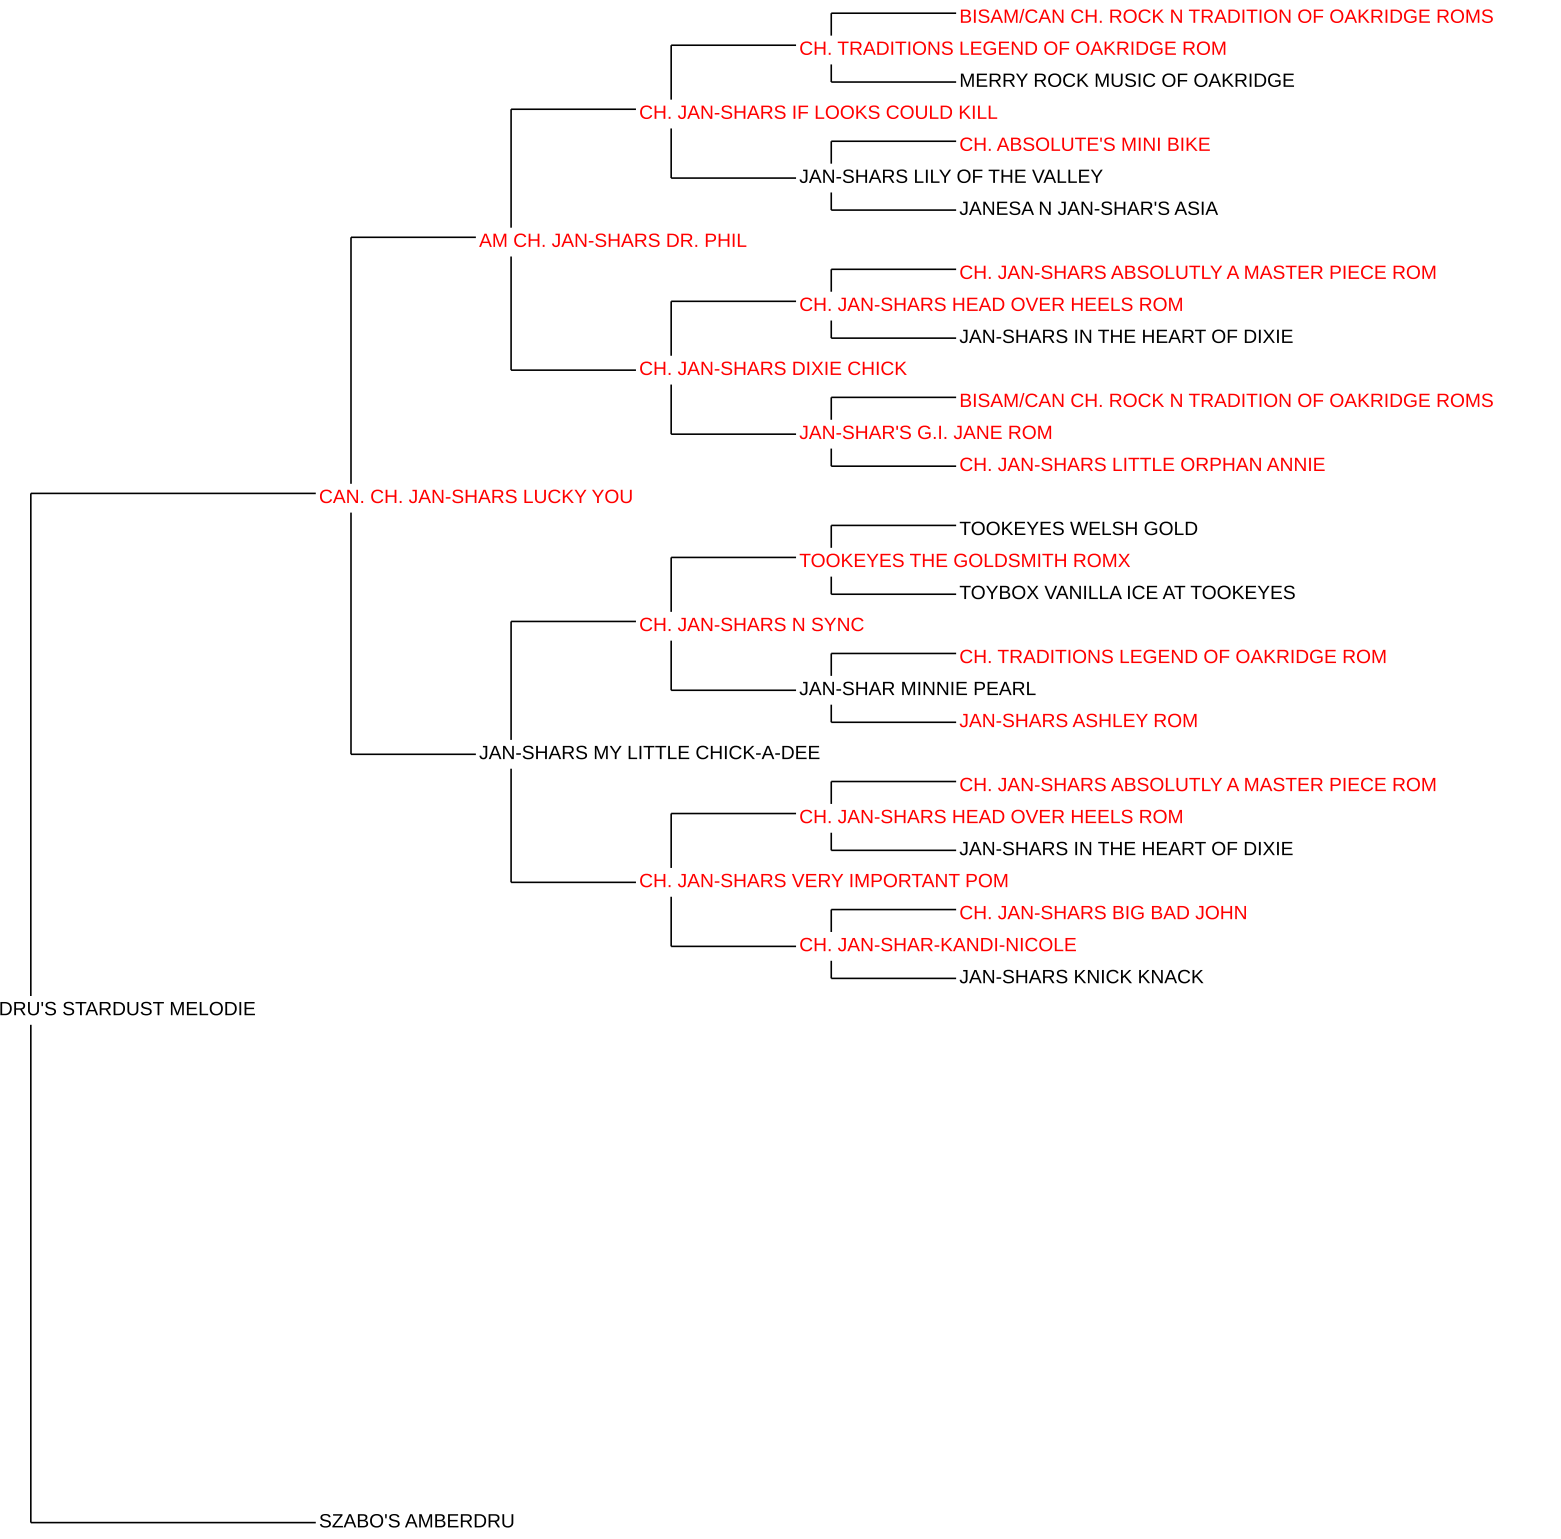 BISAM/CAN CH. ROCK N TRADITION OF OAKRIDGE ROMS
CH. TRADITIONS LEGEND OF OAKRIDGE ROM
MERRY ROCK MUSIC OF OAKRIDGE
CH. JAN-SHARS IF LOOKS COULD KILL
CH. ABSOLUTE'S MINI BIKE
JAN-SHARS LILY OF THE VALLEY
JANESA N JAN-SHAR'S ASIA
AM CH. JAN-SHARS DR. PHIL
CH. JAN-SHARS ABSOLUTLY A MASTER PIECE ROM
CH. JAN-SHARS HEAD OVER HEELS ROM
JAN-SHARS IN THE HEART OF DIXIE
CH. JAN-SHARS DIXIE CHICK
BISAM/CAN CH. ROCK N TRADITION OF OAKRIDGE ROMS
JAN-SHAR'S G.I. JANE ROM
CH. JAN-SHARS LITTLE ORPHAN ANNIE
CAN. CH. JAN-SHARS LUCKY YOU
TOOKEYES WELSH GOLD
TOOKEYES THE GOLDSMITH ROMX
TOYBOX VANILLA ICE AT TOOKEYES
CH. JAN-SHARS N SYNC
CH. TRADITIONS LEGEND OF OAKRIDGE ROM
JAN-SHAR MINNIE PEARL
JAN-SHARS ASHLEY ROM
JAN-SHARS MY LITTLE CHICK-A-DEE
CH. JAN-SHARS ABSOLUTLY A MASTER PIECE ROM
CH. JAN-SHARS HEAD OVER HEELS ROM
JAN-SHARS IN THE HEART OF DIXIE
CH. JAN-SHARS VERY IMPORTANT POM
CH. JAN-SHARS BIG BAD JOHN
CH. JAN-SHAR-KANDI-NICOLE
JAN-SHARS KNICK KNACK
DRU'S STARDUST MELODIE
SZABO'S AMBERDRU